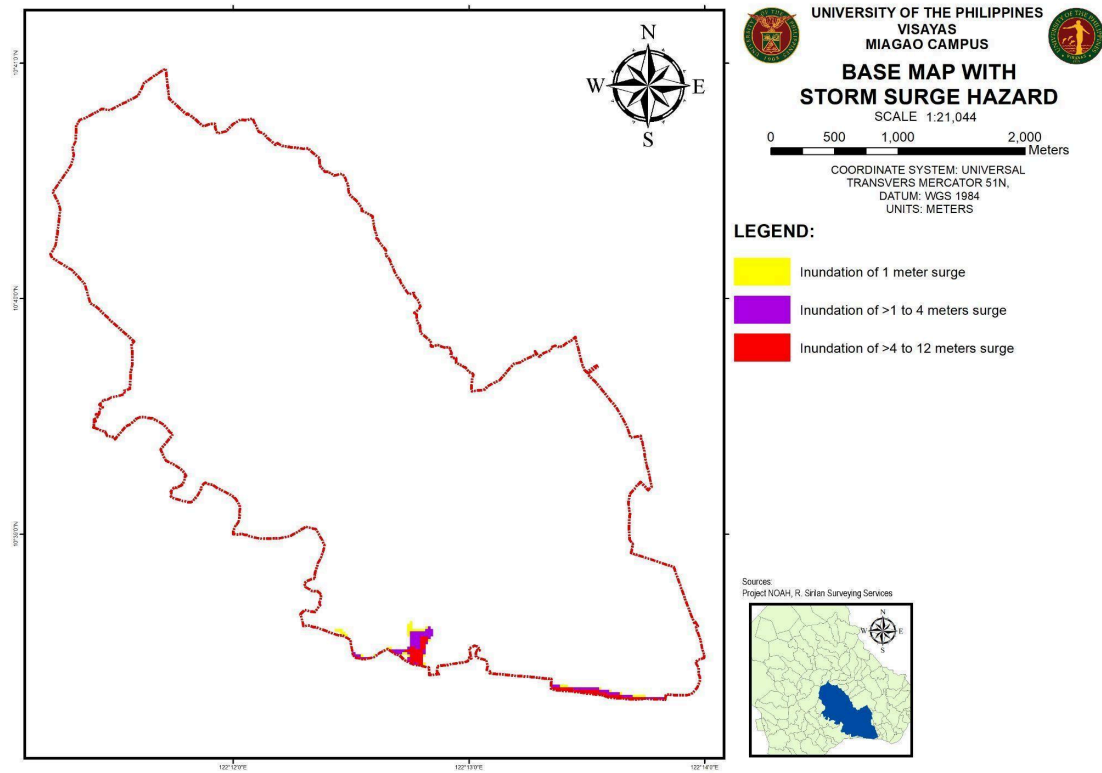 UNIVERSITY OF THE PHILIPPINES
VISAYAS
MIAGAO CAMPUS
BASE MAP WITH
STORM SURGE HAZARD
SCALE 1:21,044
0 500 1,000 2,000
Meters
COORDINATE SYSTEM: UNIVERSAL
TRANSVERS MERCATOR 51N,
DATUM: WGS 1984
UNITS: METERS
LEGEND:
Inundation of 1 meter surge
Inundation of >1 to 4 meters surge
Inundation of >4 to 12 meters surge
Sources:
Project NOAH, R. Sirilan Surveying Services
N
W E
S
N
W E
S
122°12'0"E 122°13'0"E 122°14'0"E